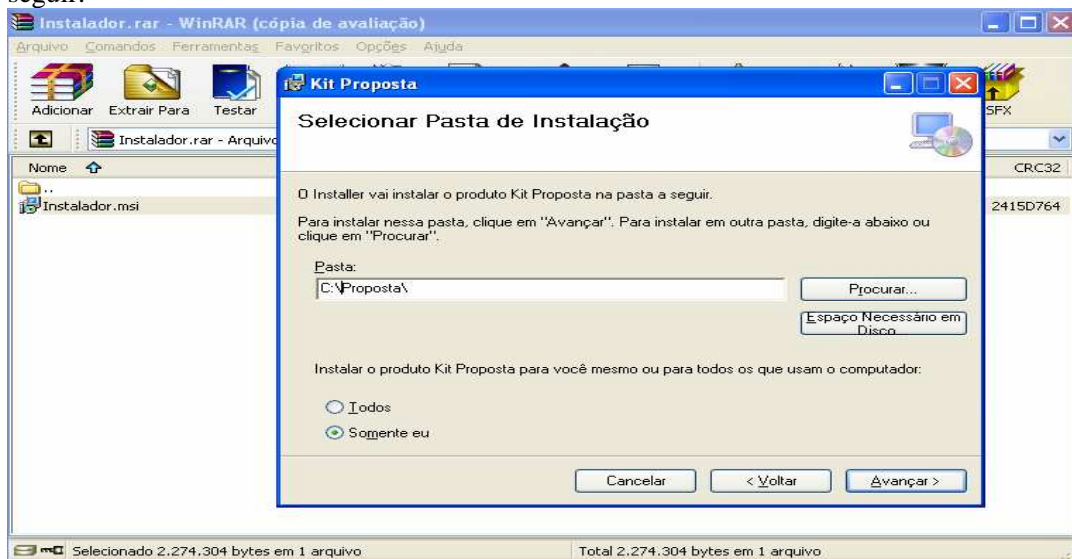 seguir:
Instalador.rar - WinRAR (cópia de avaliação)
Arquivo Comandos Ferramentas Favoritos Opções Ajuda
Adicionar Extrair Para Testar SFX
Instalador.rar - Arquivo
Nome CRC32
..
Instalador.msi 2415D764
Kit Proposta
Selecionar Pasta de Instalação
O Installer vai instalar o produto Kit Proposta na pasta a seguir.
Para instalar nessa pasta, clique em "Avançar". Para instalar em outra pasta, digite-a abaixo ou
clique em "Procurar".
Pasta:
C:\Proposta\
Procurar...
Espaço Necessário em
Disco
Instalar o produto Kit Proposta para você mesmo ou para todos os que usam o computador:
Todos
Somente eu
Cancelar < Voltar Avançar >
Selecionado 2.274.304 bytes em 1 arquivo Total 2.274.304 bytes em 1 arquivo